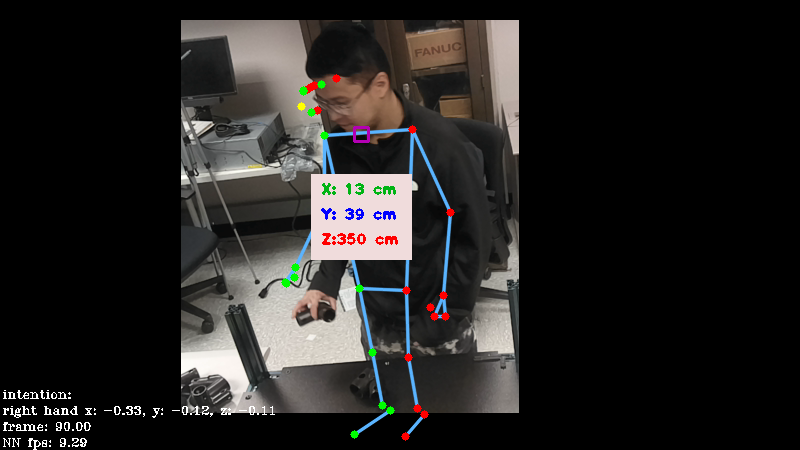 FANUC
X: 13 cm
Y: 39 cm
Z:350 cm
intention:
right hand x: -0.33, y: -0.12, z: -0.11
frame: 90.00
NN fps: 9.29